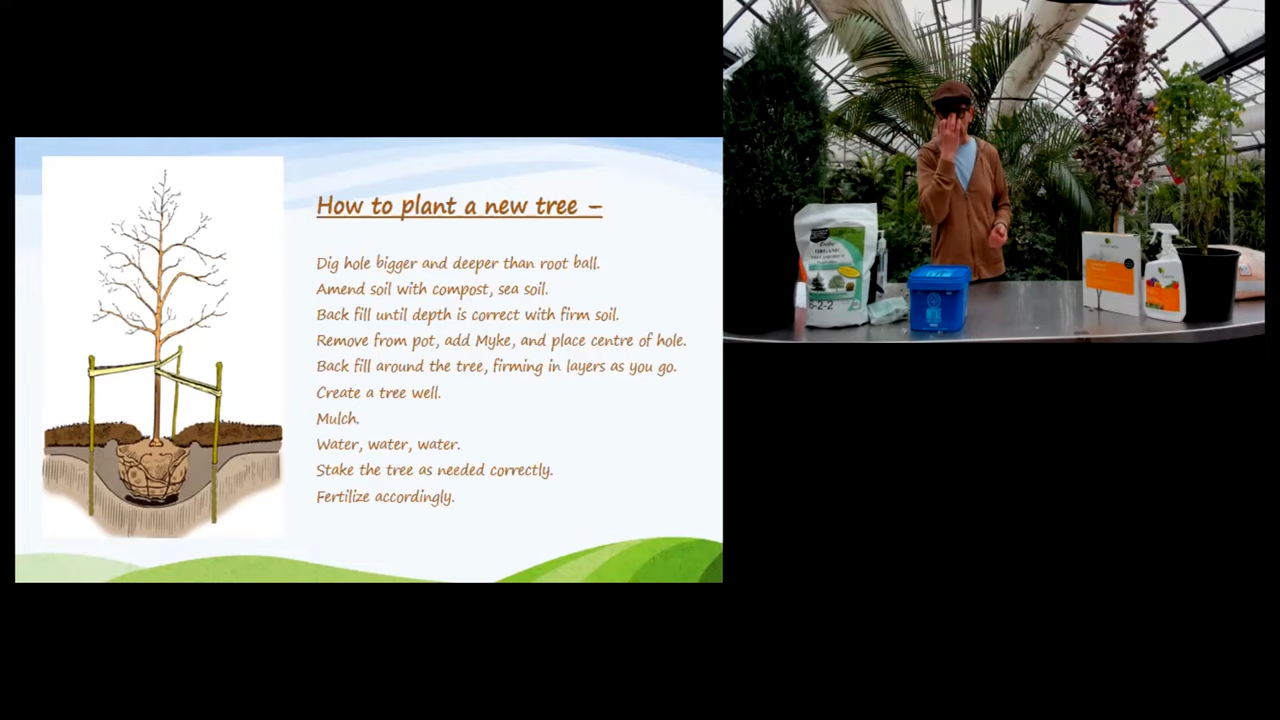 How to plant a new tree –
Dig hole bigger and deeper than root ball.
Amend soil with compost, sea soil.
Back fill until depth is correct with firm soil.
Remove from pot, add Myke, and place centre of hole.
Back fill around the tree, firming in layers as you go.
Create a tree well.
Mulch.
Water, water, water.
Stake the tree as needed correctly.
Fertilize accordingly.
ORGANIC
6-2-2